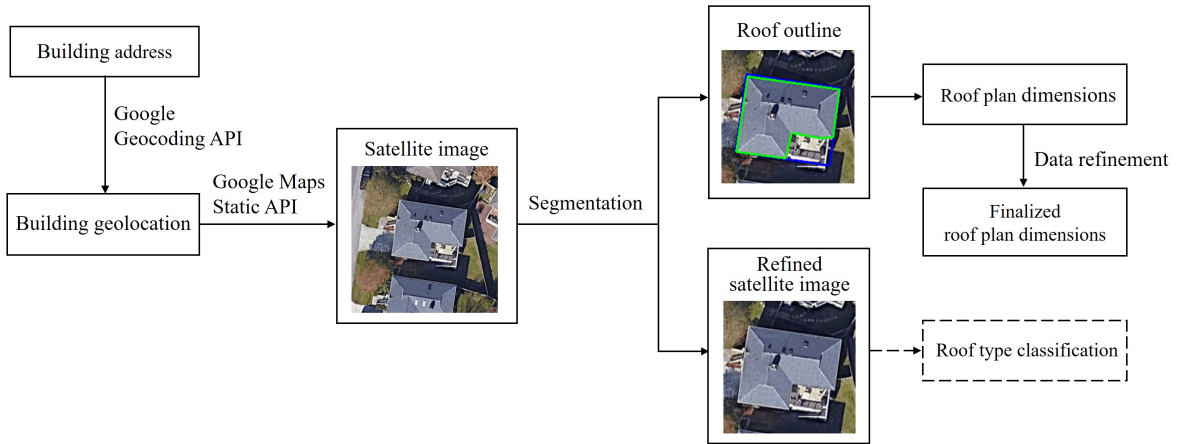 Building address
Google
Geocoding API
Building geolocation
Google Maps
Static API
Satellite image
Segmentation
Roof outline
Roof plan dimensions
Data refinement
Finalized
roof plan dimensions
Refined
satellite image
Roof type classification